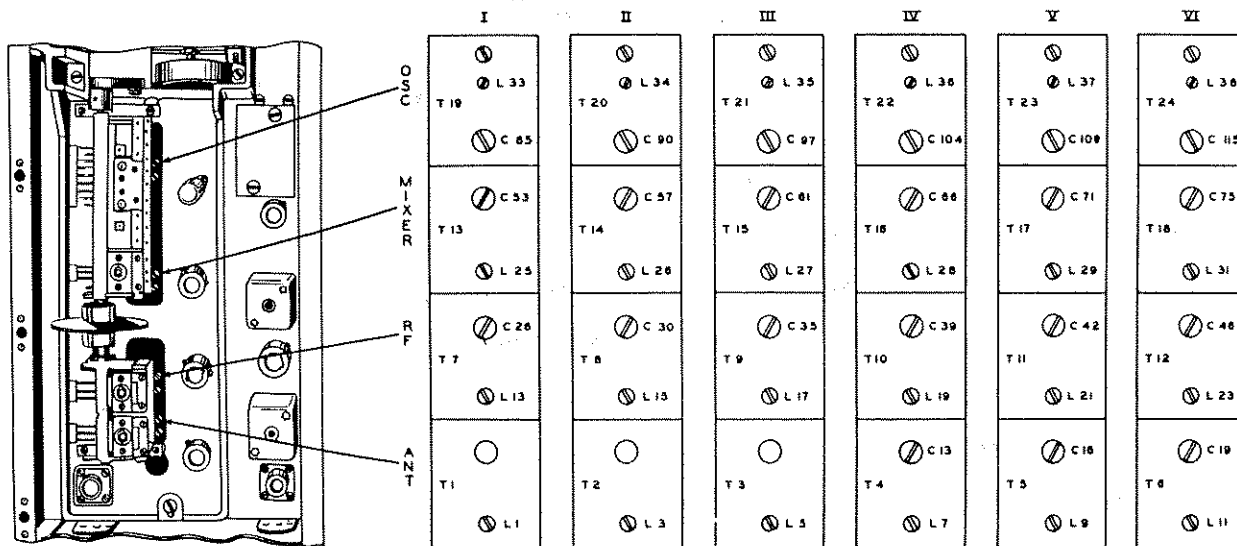 I II III IV V VI
OSC
MIXER
RF
ANT
L 33 L 34 L 35 L 36 L 37 L 38
T 19 T 20 T 21 T 22 T 23 T 24
C 85 C 90 C 97 C 104 C 109 C 115
C 53 C 57 C 61 C 66 C 71 C 75
T 13 T 14 T 15 T 16 T 17 T 18
L 25 L 26 L 27 L 28 L 29 L 31
C 26 C 30 C 35 C 39 C 42 C 46
T 7 T 8 T 9 T 10 T 11 T 12
L 13 L 15 L 17 L 19 L 21 L 23
C 13 C 16 C 19
T 1 T 2 T 3 T 4 T 5 T 6
L 1 L 3 L 5 L 7 L 9 L 11